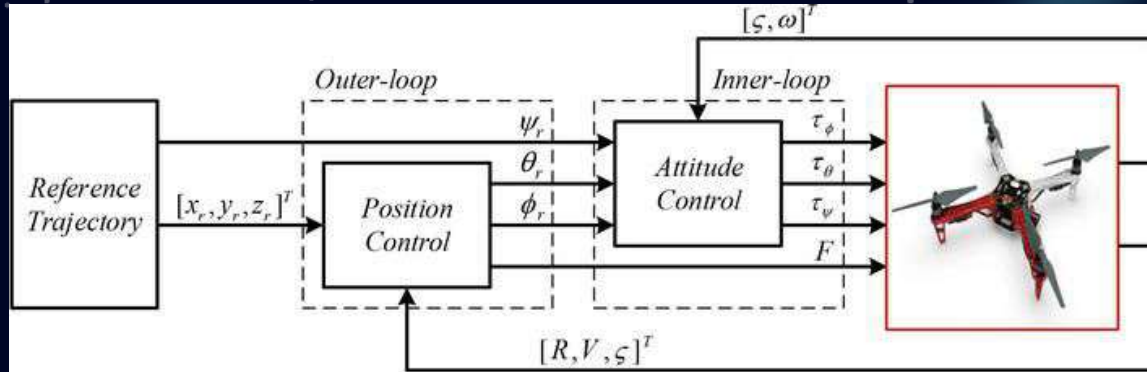 [ς, ω]^T
Outer-loop
Inner-loop
Reference
Trajectory
[x_r, y_r, z_r]^T
Position
Control
ψ_r
θ_r
ϕ_r
Attitude
Control
τ_ϕ
τ_θ
τ_ψ
F
[R, V, ς]^T